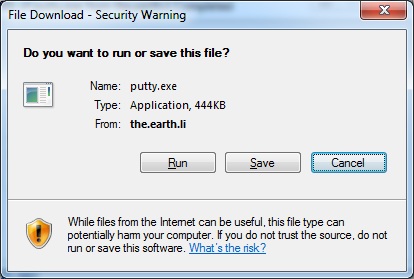 File Download - Security Warning
Do you want to run or save this file?
Name: putty.exe
Type: Application, 444KB
From: the.earth.li
Run Save Cancel
While files from the Internet can be useful, this file type can
potentially harm your computer. If you do not trust the source, do not
run or save this software. What's the risk?